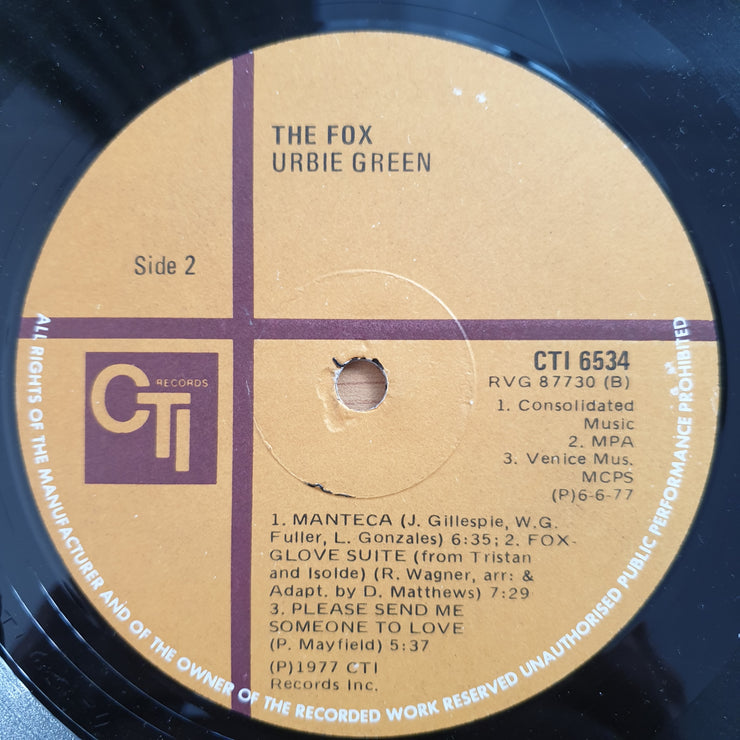 THE FOX
URBIE GREEN
Side 2
CTI
RECORDS
CTI 6534
RVG 87730 (B)
1. Consolidated
Music
2. MPA
3. Venice Mus.
MCPS
(P)6-6-77
1. MANTECA (J. Gillespie, W.G.
Fuller, L. Gonzales) 6:35; 2. FOX-
GLOVE SUITE (from Tristan
and Isolde) (R. Wagner, arr: &
Adapt. by D. Matthews) 7:29
3. PLEASE SEND ME
SOMEONE TO LOVE
(P. Mayfield) 5:37
(P)1977 CTI
Records Inc.
ALL RIGHTS OF THE MANUFACTURER AND OF THE OWNER OF THE RECORDED WORK RESERVED UNAUTHORISED PUBLIC PERFORMANCE PROHIBITED